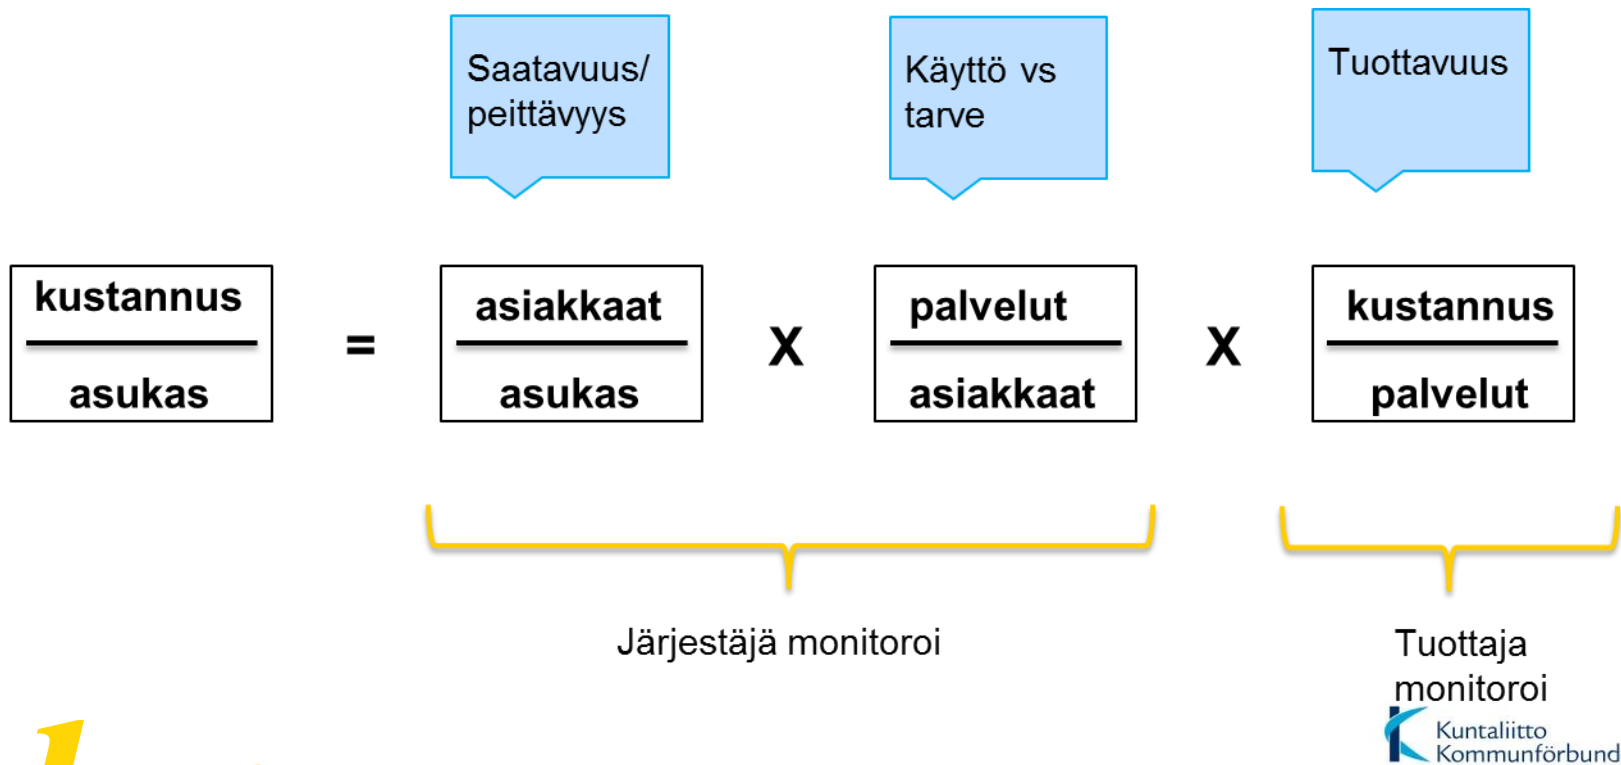 Saatavuus/
peittävyys
Käyttö vs
tarve
Tuottavuus
kustannus
asukas
=
asiakkaat
asukas
X
palvelut
asiakkaat
X
kustannus
palvelut
Järjestäjä monitoroi
Tuottaja
monitoroi
Kuntaliitto
Kommunförbund